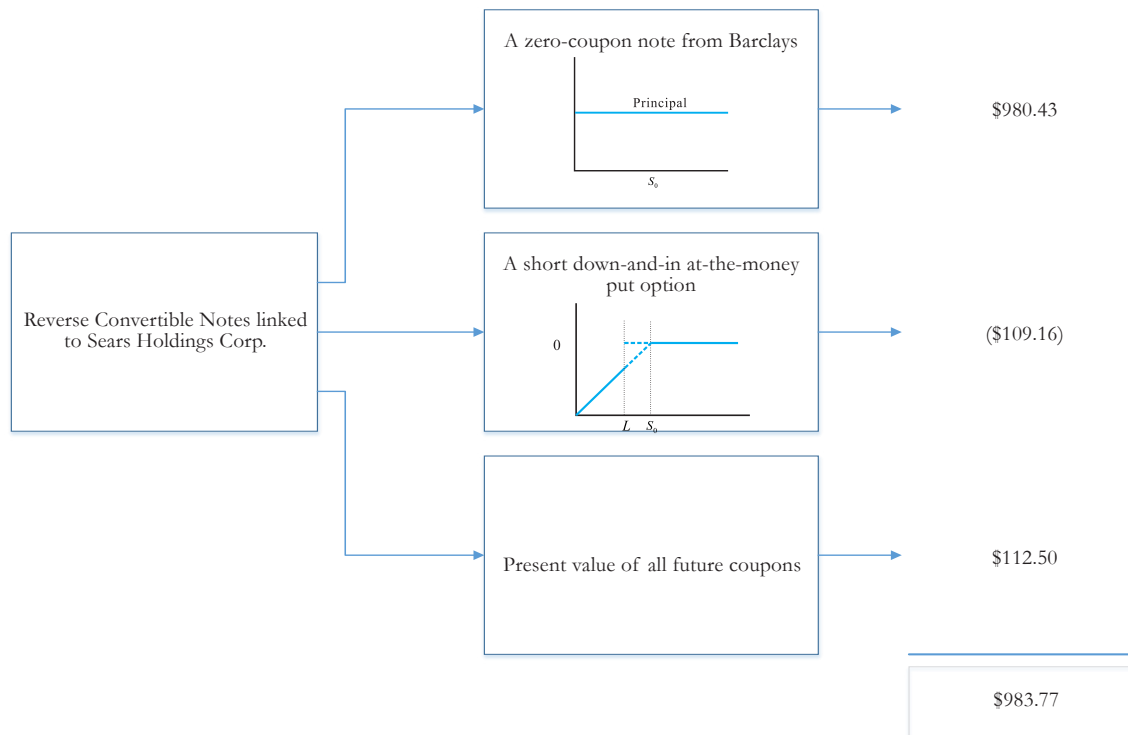 A zero-coupon note from Barclays
Principal
S₀
$980.43
Reverse Convertible Notes linked
to Sears Holdings Corp.
A short down-and-in at-the-money
put option
0
L S₀
($109.16)
Present value of all future coupons
$112.50
$983.77